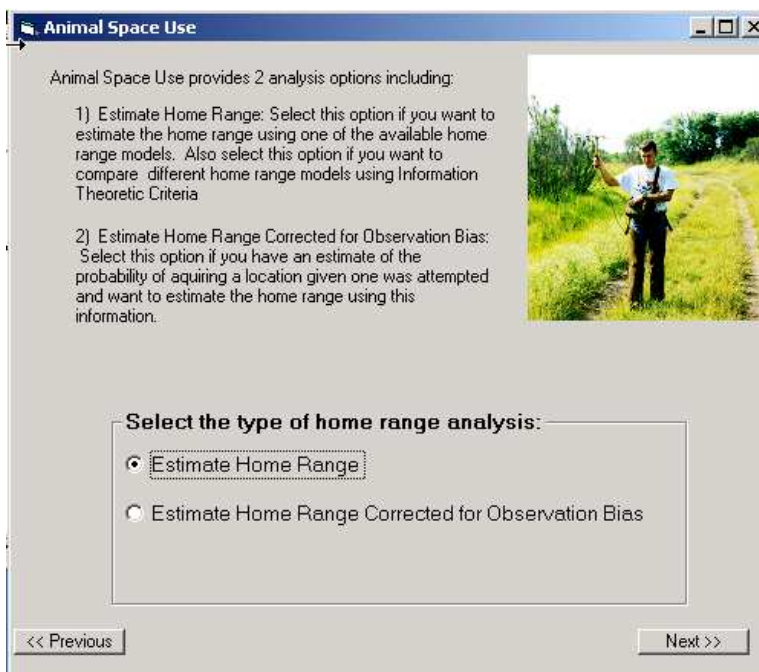 Animal Space Use
Animal Space Use provides 2 analysis options including:
1) Estimate Home Range: Select this option if you want to
estimate the home range using one of the available home
range models. Also select this option if you want to
compare different home range models using Information
Theoretic Criteria
2) Estimate Home Range Corrected for Observation Bias:
Select this option if you have an estimate of the
probability of aquiring a location given one was attempted
and want to estimate the home range using this
information.
Select the type of home range analysis:
Estimate Home Range
Estimate Home Range Corrected for Observation Bias
<< Previous
Next >>